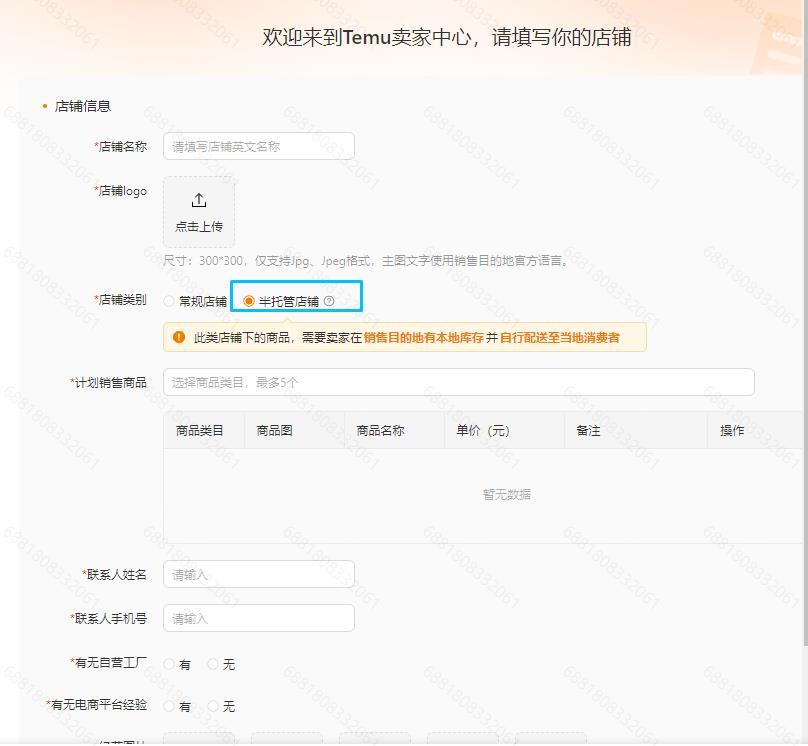 欢迎来到Temu卖家中心，请填写你的店铺
店铺信息
*店铺名称 请填写店铺英文名称
*店铺logo
点击上传
尺寸：300*300，仅支持Jpg、Jpeg格式，主图文字使用销售目的地官方语言。
*店铺类别 常规店铺 半托管店铺
此类店铺下的商品，需要卖家在销售目的地有本地库存并自行配送至当地消费者
*计划销售商品 选择商品类目，最多5个
商品类目 商品图 商品名称 单价（元） 备注 操作
暂无数据
*联系人姓名 请输入
*联系人手机号 请输入
*有无自营工厂 有 无
*有无电商平台经验 有 无
6881808332061